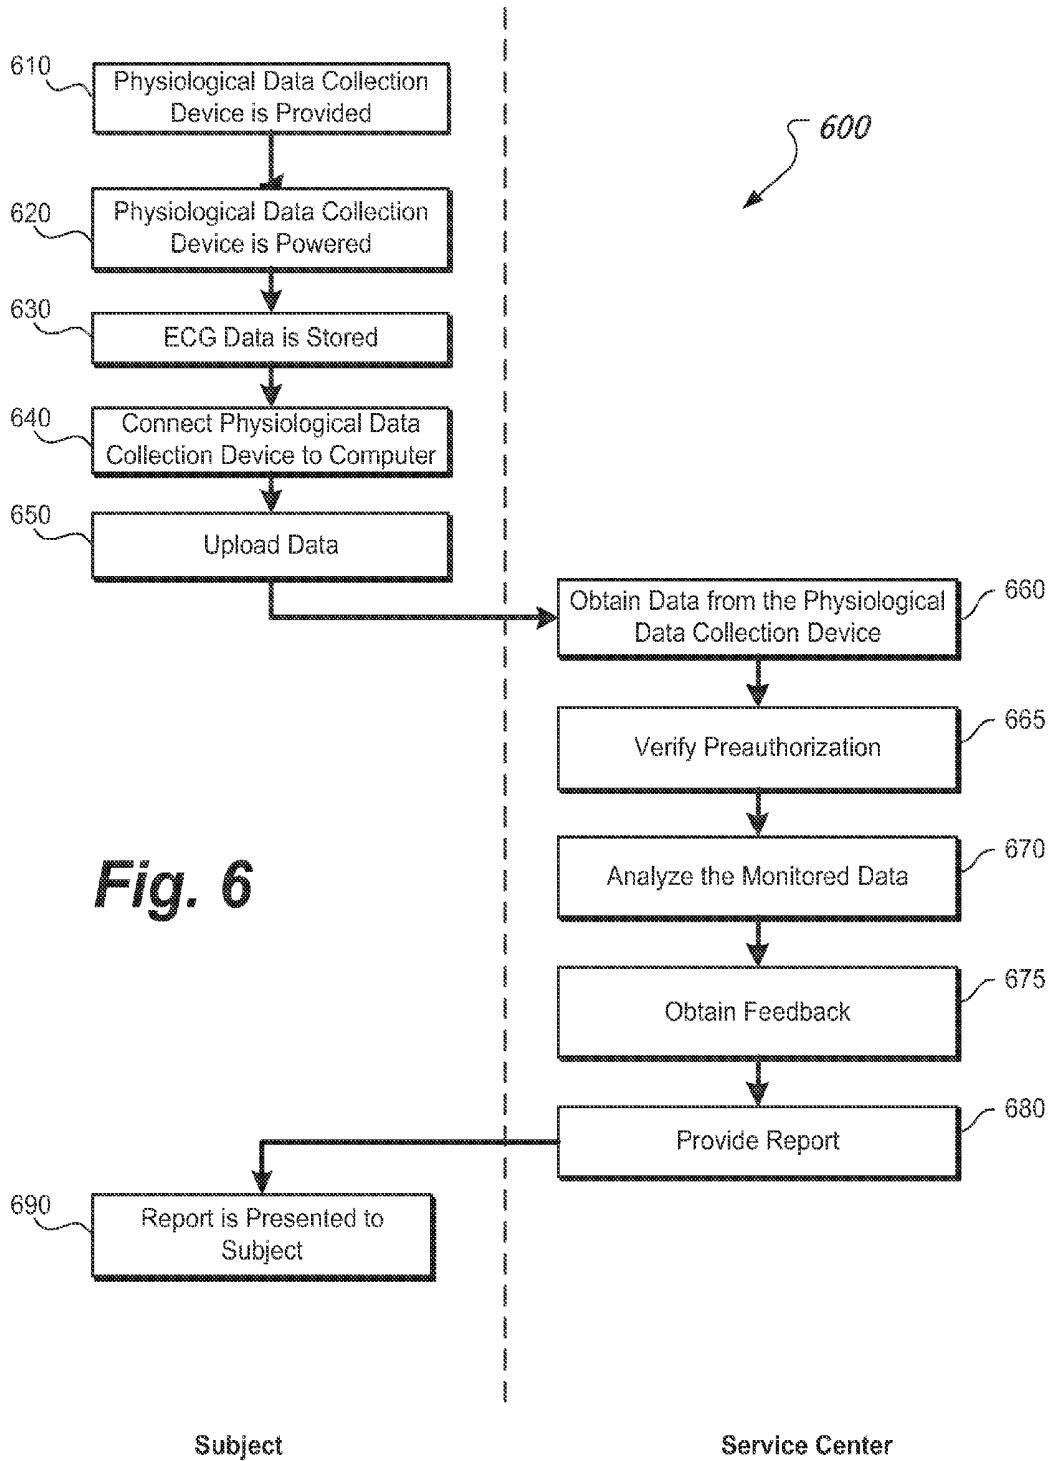 610
Physiological Data Collection
Device is Provided
600
620
Physiological Data Collection
Device is Powered
630
ECG Data is Stored
640
Connect Physiological Data
Collection Device to Computer
650
Upload Data
660
Obtain Data from the Physiological
Data Collection Device
665
Verify Preauthorization
670
Analyze the Monitored Data
Fig. 6
675
Obtain Feedback
680
Provide Report
690
Report is Presented to
Subject
Subject
Service Center